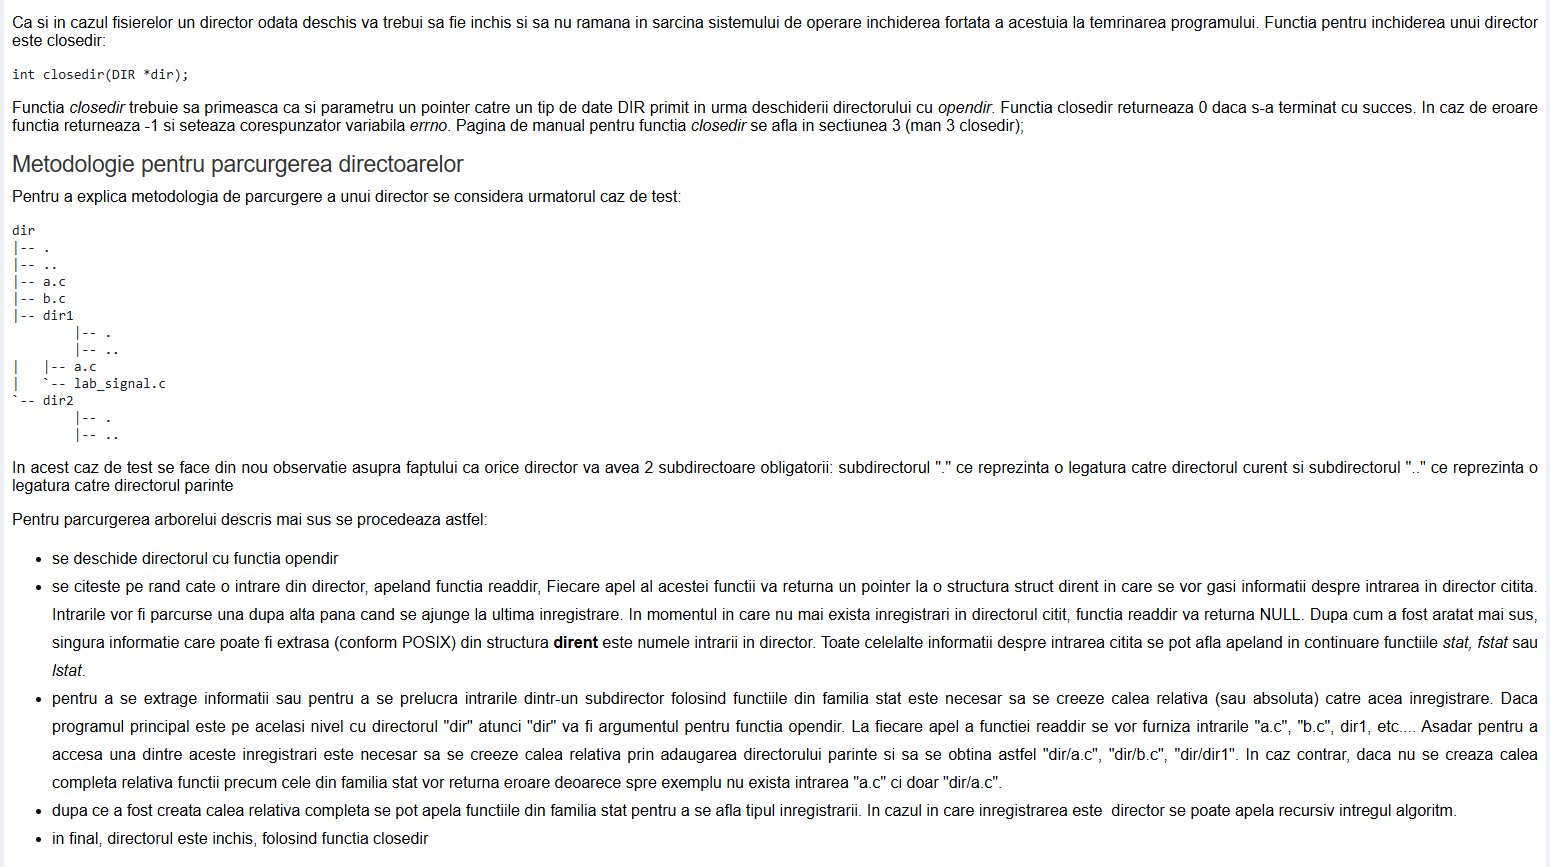 Ca si in cazul fisierelor un director odata deschis va trebui sa fie inchis si sa nu ramana in sarcina sistemului de operare inchiderea fortata a acestuia la temrinarea programului. Functia pentru inchiderea unui director
este closedir:
int closedir(DIR *dir);
Functia closedir trebuie sa primeasca ca si parametru un pointer catre un tip de date DIR primit in urma deschiderii directorului cu opendir. Functia closedir returneaza 0 daca s-a terminat cu succes. In caz de eroare
functia returneaza -1 si seteaza corespunzator variabila errno. Pagina de manual pentru functia closedir se afla in sectiunea 3 (man 3 closedir);
Metodologie pentru parcurgerea directoarelor
Pentru a explica metodologia de parcurgere a unui director se considera urmatorul caz de test:
dir
|-- .
|-- ..
|-- a.c
|-- b.c
|-- dir1
        |-- .
        |-- ..
|   |-- a.c
|   `-- lab_signal.c
`-- dir2
        |-- .
        |-- ..
In acest caz de test se face din nou observatie asupra faptului ca orice director va avea 2 subdirectoare obligatorii: subdirectorul "." ce reprezinta o legatura catre directorul curent si subdirectorul ".." ce reprezinta o
legatura catre directorul parinte
Pentru parcurgerea arborelui descris mai sus se procedeaza astfel:
• se deschide directorul cu functia opendir
• se citeste pe rand cate o intrare din director, apeland functia readdir, Fiecare apel al acestei functii va returna un pointer la o structura struct dirent in care se vor gasi informatii despre intrarea in director citita.
Intrarile vor fi parcurse una dupa alta pana cand se ajunge la ultima inregistrare. In momentul in care nu mai exista inregistrari in directorul citit, functia readdir va returna NULL. Dupa cum a fost aratat mai sus,
singura informatie care poate fi extrasa (conform POSIX) din structura dirent este numele intrarii in director. Toate celelalte informatii despre intrarea citita se pot afla apeland in continuare functiile stat, fstat sau
lstat.
• pentru a se extrage informatii sau pentru a se prelucra intrarile dintr-un subdirector folosind functiile din familia stat este necesar sa se creeze calea relativa (sau absoluta) catre acea inregistrare. Daca
programul principal este pe acelasi nivel cu directorul "dir" atunci "dir" va fi argumentul pentru functia opendir. La fiecare apel a functiei readdir se vor furniza intrarile "a.c", "b.c", dir1, etc.... Asadar pentru a
accesa una dintre aceste inregistrari este necesar sa se creeze calea relativa prin adaugarea directorului parinte si sa se obtina astfel "dir/a.c", "dir/b.c", "dir/dir1". In caz contrar, daca nu se creaza calea
completa relativa functii precum cele din familia stat vor returna eroare deoarece spre exemplu nu exista intrarea "a.c" ci doar "dir/a.c".
• dupa ce a fost creata calea relativa completa se pot apela functiile din familia stat pentru a se afla tipul inregistrarii. In cazul in care inregistrarea este  director se poate apela recursiv intregul algoritm.
• in final, directorul este inchis, folosind functia closedir